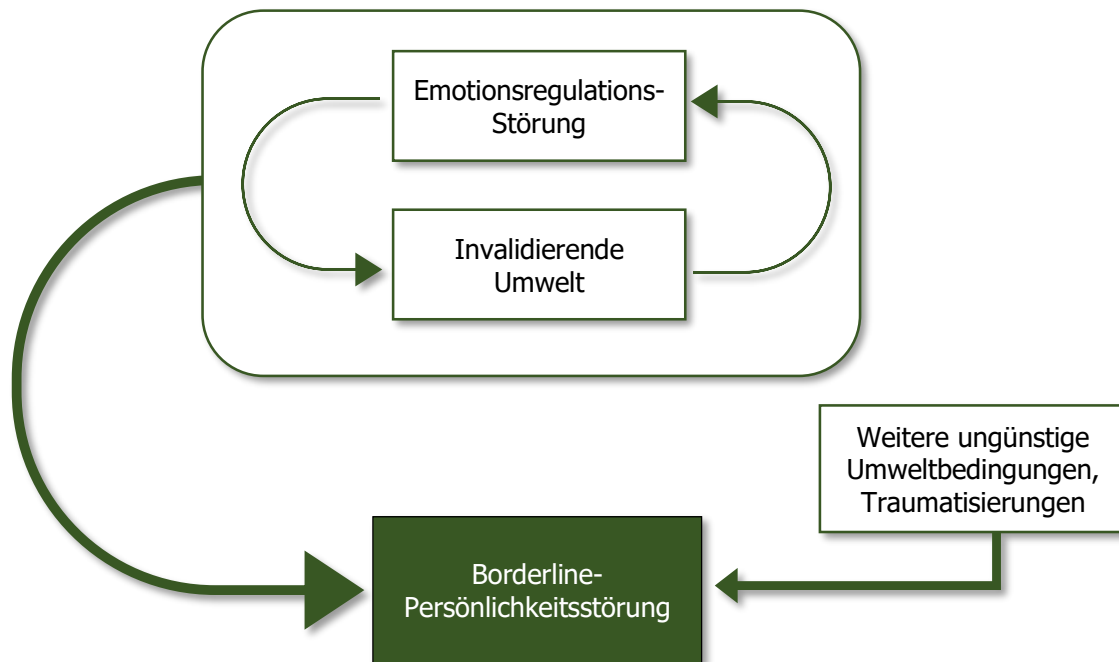 Emotionsregulations-
Störung
Invalidierende
Umwelt
Weitere ungünstige
Umweltbedingungen,
Traumatisierungen
Borderline-
Persönlichkeitsstörung